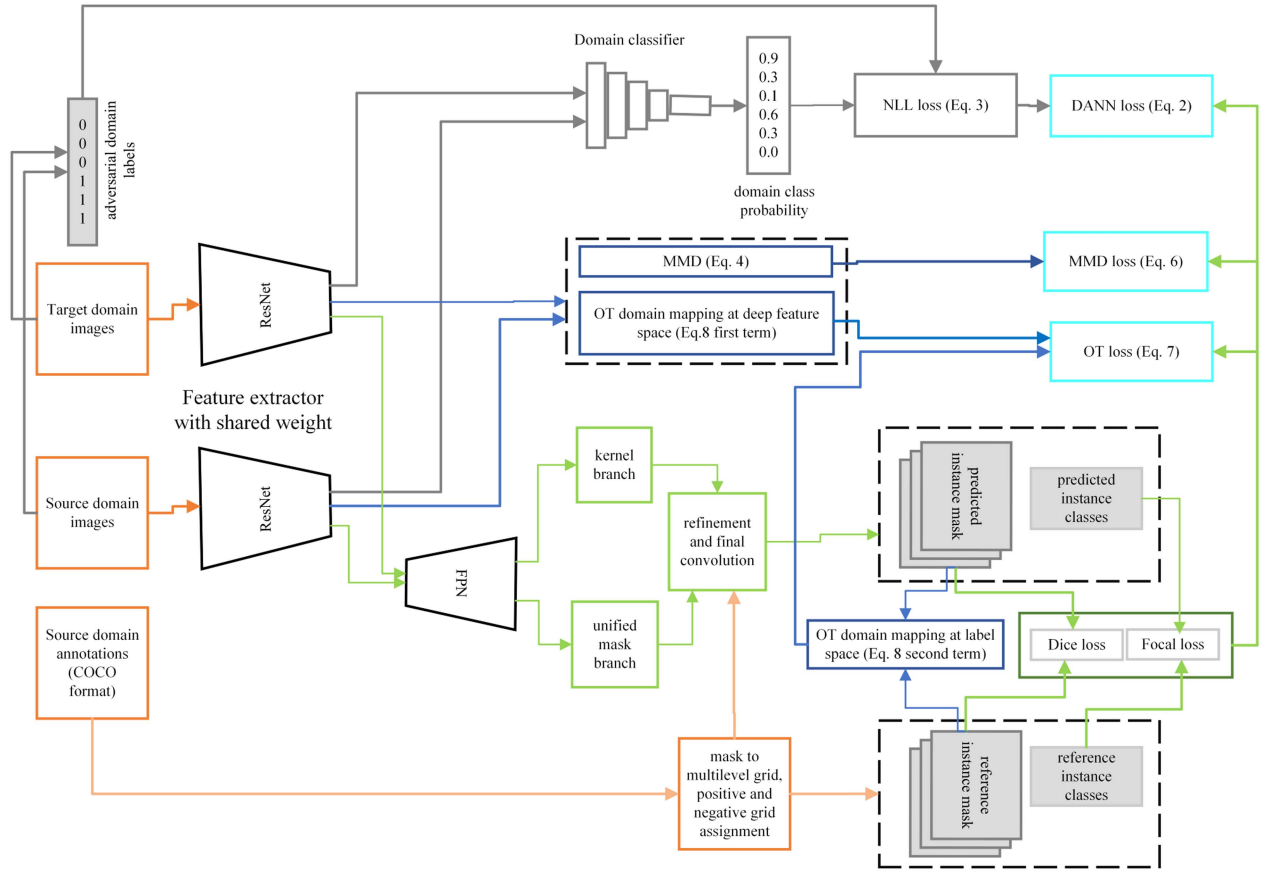 Domain classifier
0
0
0
1
1
1
adversarial domain
labels
0.9
0.3
0.1
0.6
0.3
0.0
domain class
probability
NLL loss (Eq. 3)
DANN loss (Eq. 2)
Target domain
images
ResNet
MMD (Eq. 4)
OT domain mapping at deep feature
space (Eq.8 first term)
MMD loss (Eq. 6)
OT loss (Eq. 7)
Feature extractor
with shared weight
Source domain
images
ResNet
FPN
kernel
branch
unified
mask
branch
refinement
and final
convolution
predicted
instance mask
predicted
instance
classes
OT domain mapping at label
space (Eq. 8 second term)
Dice loss
Focal loss
Source domain
annotations
(COCO
format)
mask to
multilevel grid,
positive and
negative grid
assignment
reference
instance mask
reference
instance
classes